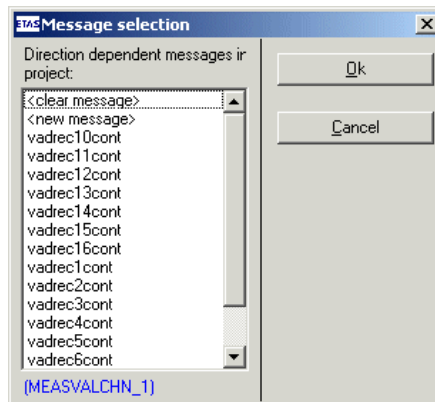 ETAS Message selection
Direction dependent messages in
project:
<clear message>
<new message>
vadrec10cont
vadrec11cont
vadrec12cont
vadrec13cont
vadrec14cont
vadrec15cont
vadrec16cont
vadrec1cont
vadrec2cont
vadrec3cont
vadrec4cont
vadrec5cont
vadrec6cont
(MEASVALCHN_1)
Ok
Cancel